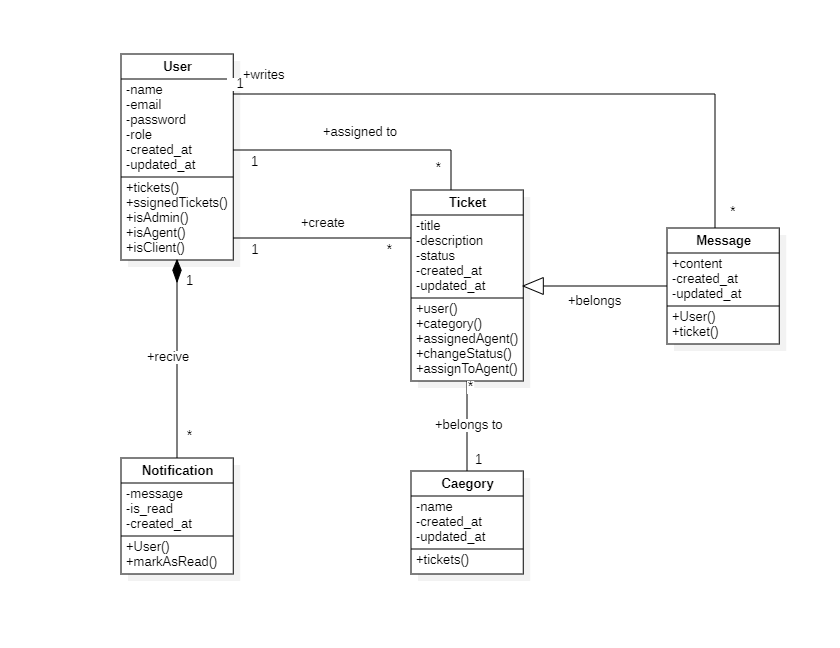 User
-name
-email
-password
-role
-created_at
-updated_at
+tickets()
+ssignedTickets()
+isAdmin()
+isAgent()
+isClient()
+writes
1
*
+assigned to
1
*
+create
1
*
Ticket
-title
-description
-status
-created_at
-updated_at
+user()
+category()
+assignedAgent()
+changeStatus()
+assignToAgent()
Message
+content
-created_at
-updated_at
+User()
+ticket()
+belongs
1
+recive
*
*
+belongs to
1
Notification
-message
-is_read
-created_at
+User()
+markAsRead()
Caegory
-name
-created_at
-updated_at
+tickets()